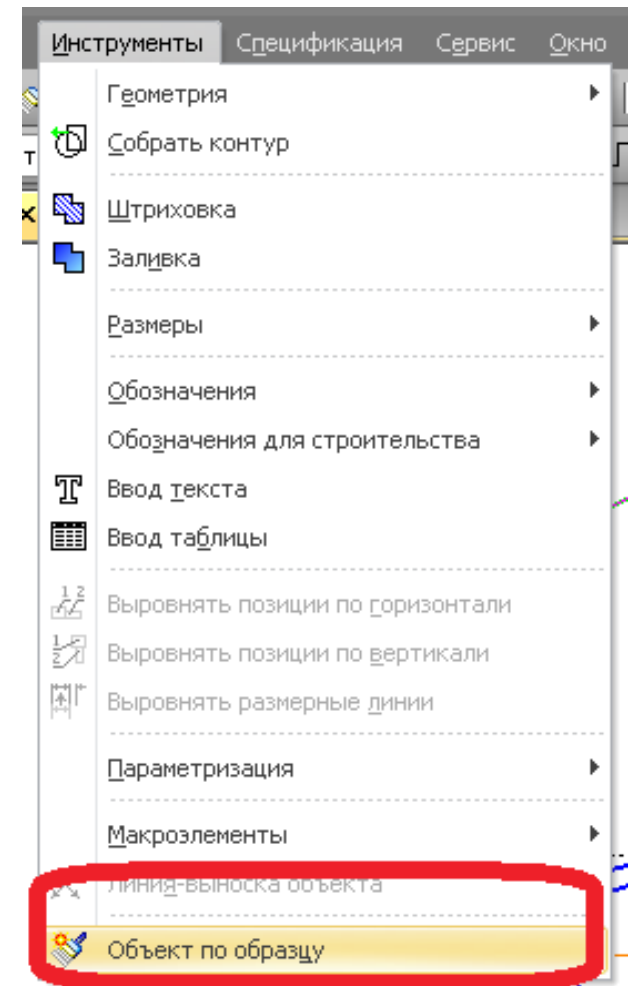 Инструменты Спецификация Сервис Окно
Геометрия
Собрать контур
Штриховка
Заливка
Размеры
Обозначения
Обозначения для строительства
Ввод текста
Ввод таблицы
Выровнять позиции по горизонтали
Выровнять позиции по вертикали
Выровнять размерные линии
Параметризация
Макроэлементы
Линия-выноска объекта
Объект по образцу